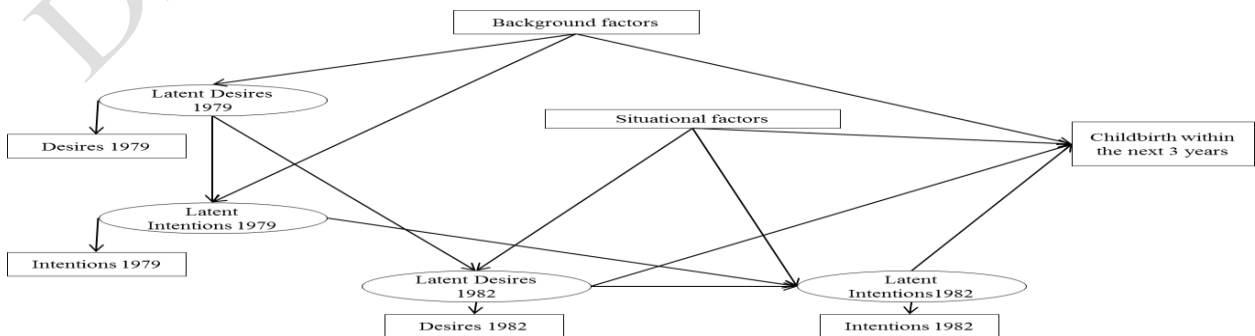 Background factors
Latent Desires
1979
Situational factors
Desires 1979
Childbirth within
the next 3 years
Latent
Intentions 1979
Intentions 1979
Latent Desires
1982
Latent
Intentions1982
Desires 1982
Intentions 1982